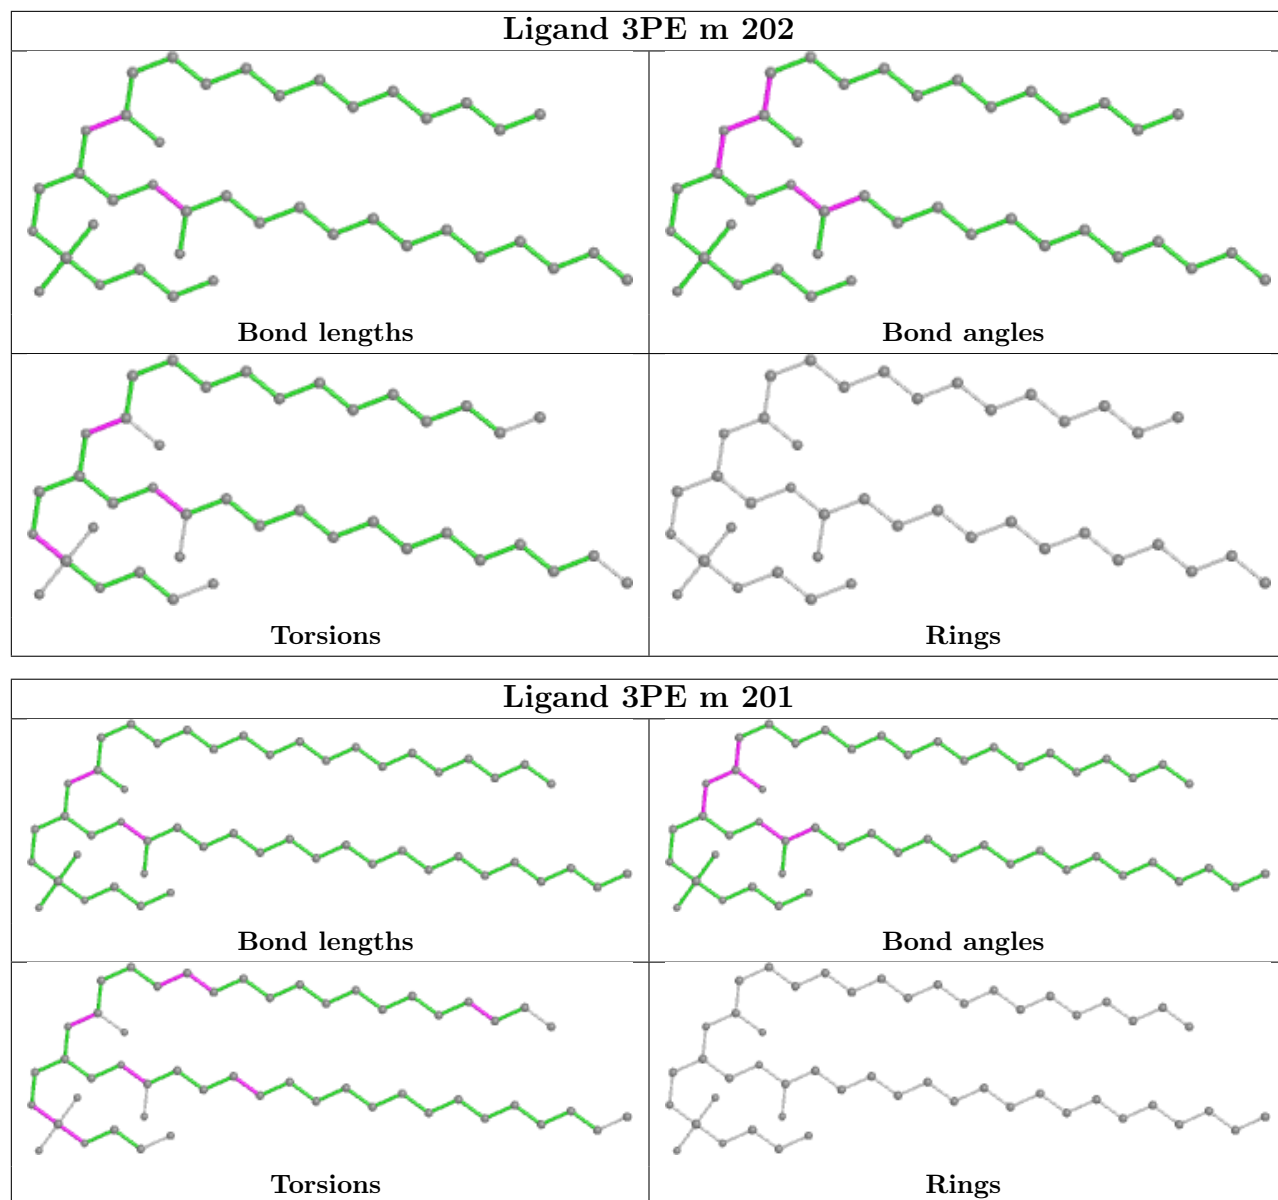 Ligand 3PE m 202
Bond lengths
Bond angles
Torsions
Rings
Ligand 3PE m 201
Bond lengths
Bond angles
Torsions
Rings